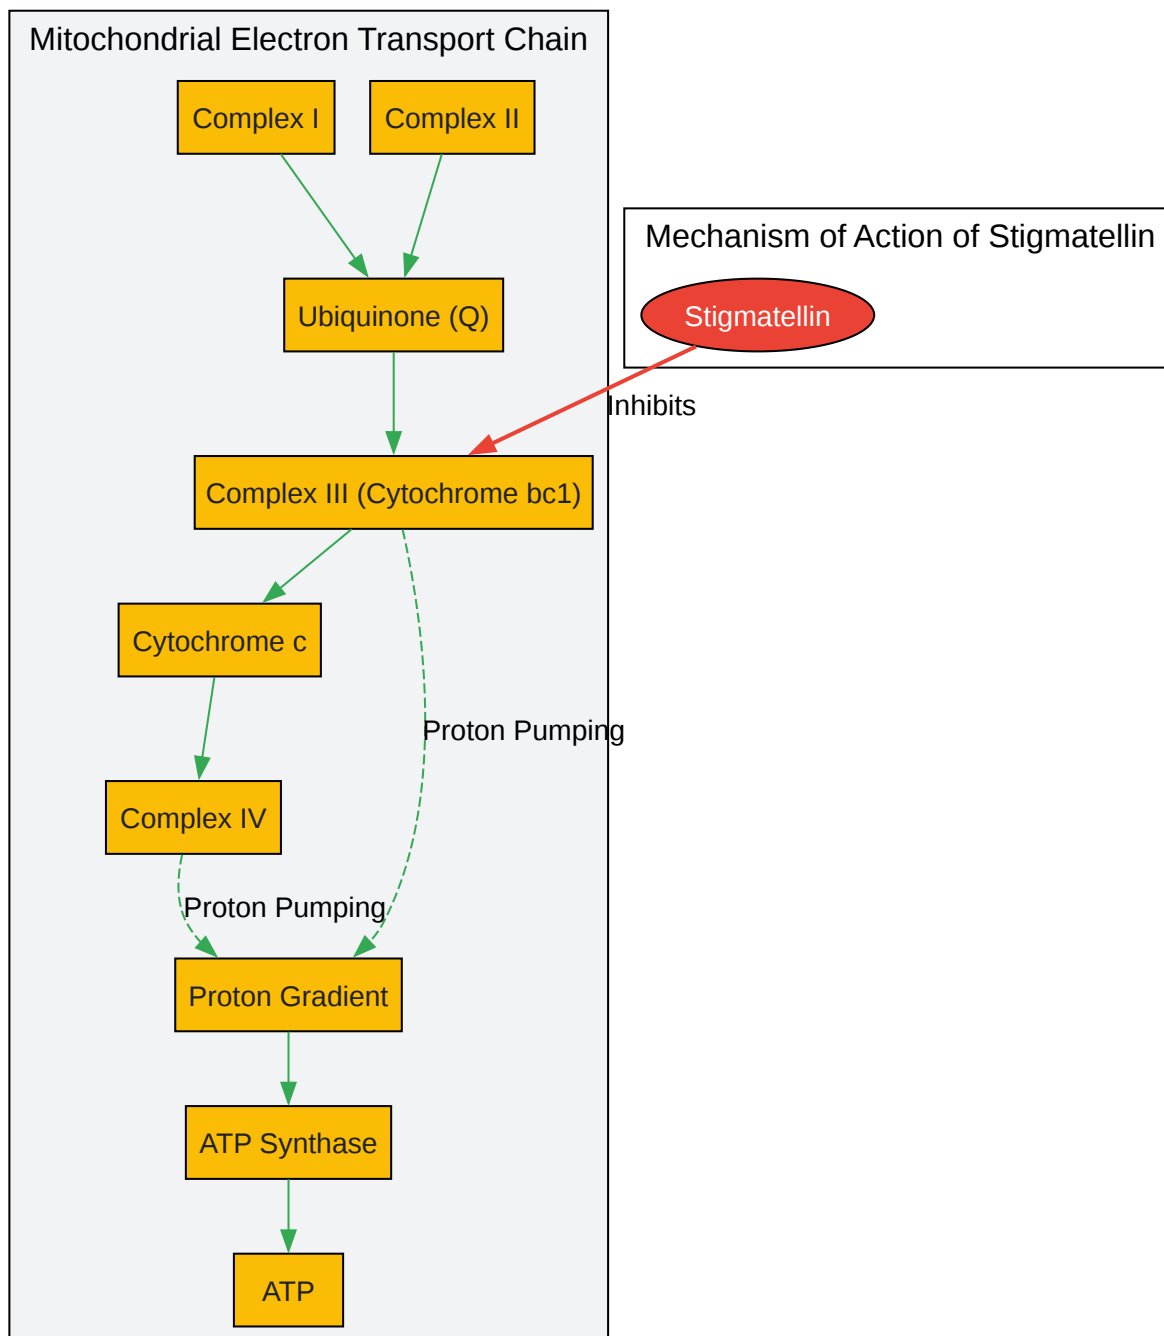 Mitochondrial Electron Transport Chain
Complex I
Complex II
Mechanism of Action of Stigmatellin
Ubiquinone (Q)
Stigmatellin
Inhibits
Complex III (Cytochrome bc1)
Cytochrome c
Proton Pumping
Complex IV
Proton Pumping
Proton Gradient
ATP Synthase
ATP